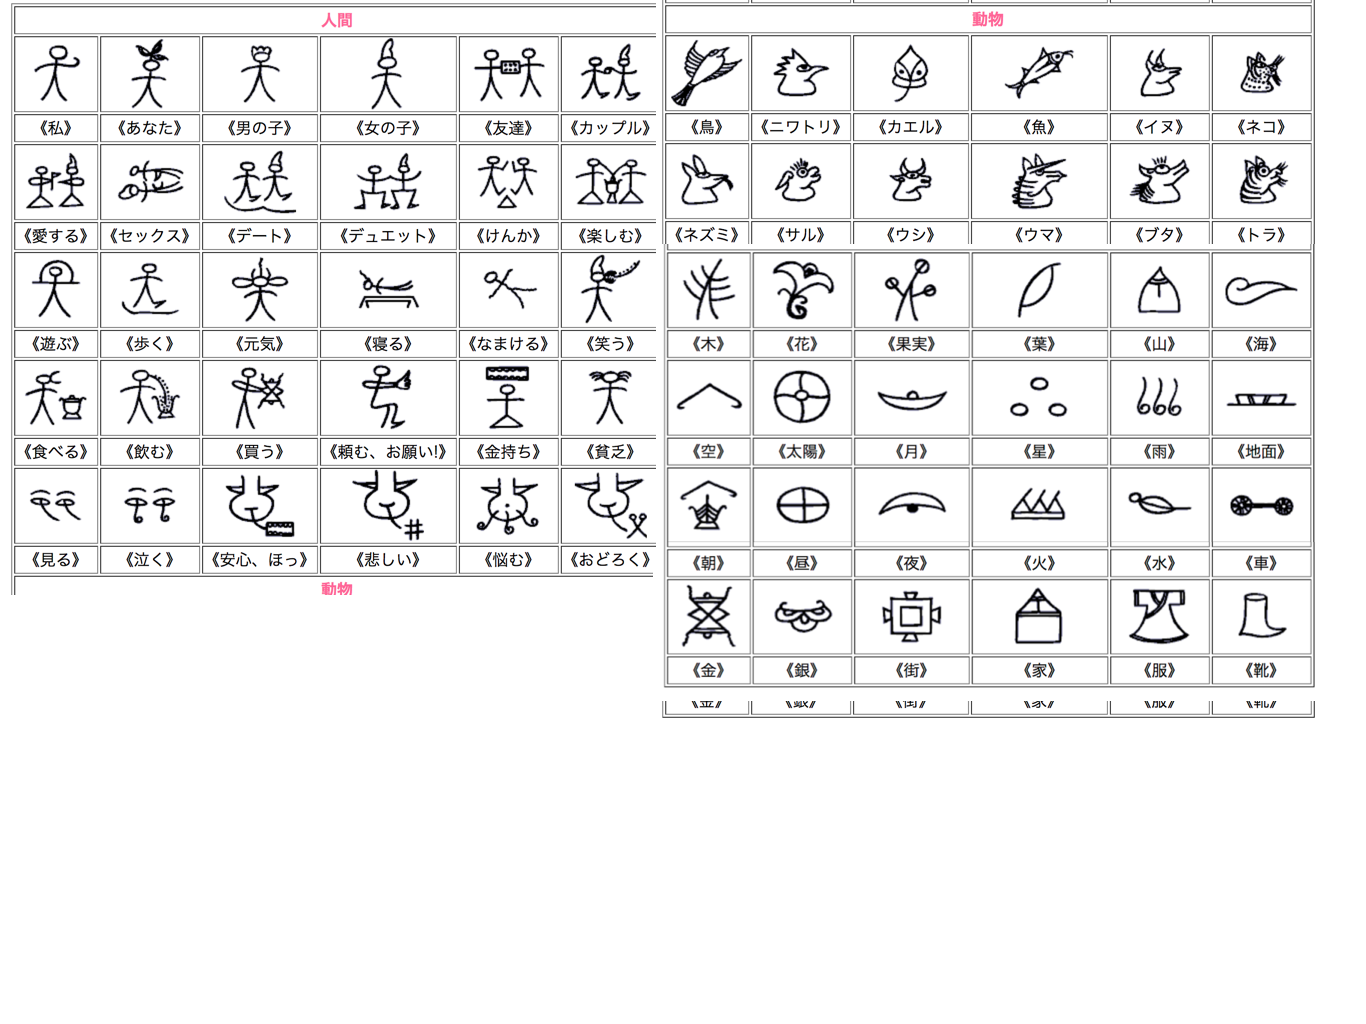 人間
《私》 《あなた》 《男の子》 《女の子》 《友達》 《カップル》
《愛する》 《セックス》 《デート》 《デュエット》 《けんか》 《楽しむ》
《遊ぶ》 《歩く》 《元気》 《寝る》 《なまける》 《笑う》
《食べる》 《飲む》 《買う》 《頼む、お願い!》 《金持ち》 《貧乏》
《見る》 《泣く》 《安心、ほっ》 《悲しい》 《悩む》 《おどろく》
動物
動物
《鳥》 《ニワトリ》 《カエル》 《魚》 《イヌ》 《ネコ》
《ネズミ》 《サル》 《ウシ》 《ウマ》 《ブタ》 《トラ》
《木》 《花》 《果実》 《葉》 《山》 《海》
《空》 《太陽》 《月》 《星》 《雨》 《地面》
《朝》 《昼》 《夜》 《火》 《水》 《車》
《金》 《銀》 《街》 《家》 《服》 《靴》
《金》 《銀》 《街》 《家》 《服》 《靴》